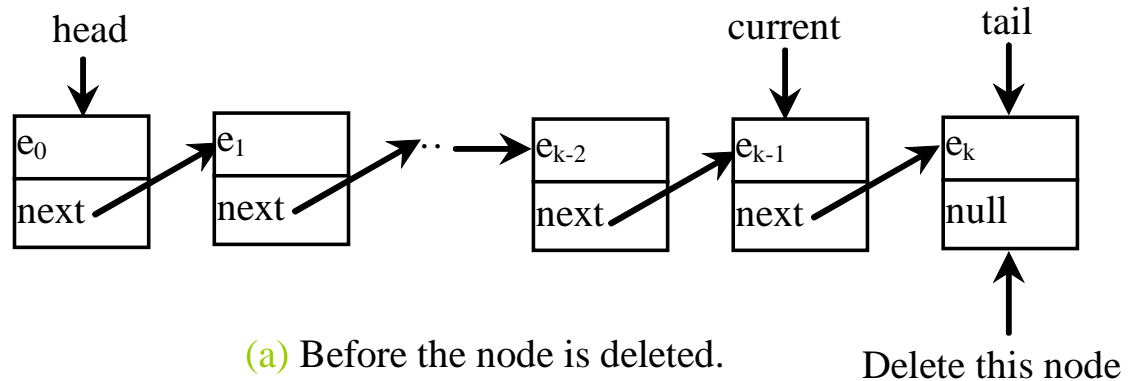 head current tail
e₀ e₁ ·· eₖ₋₂ eₖ₋₁ eₖ
next next next next null
(a) Before the node is deleted.
Delete this node